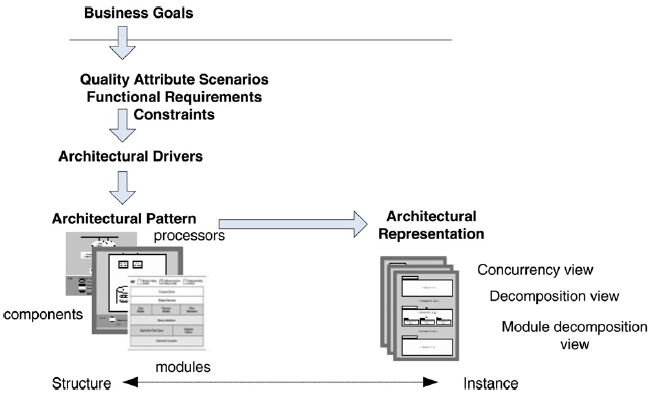 Business Goals
Quality Attribute Scenarios
Functional Requirements
Constraints
Architectural Drivers
Architectural Pattern
processors
Architectural
Representation
Concurrency view
Decomposition view
components
Module decomposition
view
modules
Structure
Instance